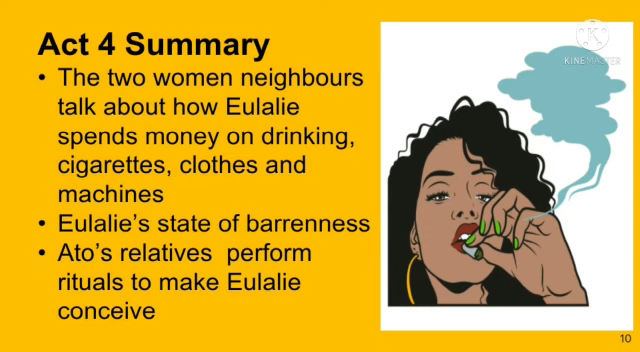 Act 4 Summary
• The two women neighbours
talk about how Eulalie
spends money on drinking,
cigarettes, clothes and
machines
• Eulalie's state of barrenness
• Ato's relatives perform
rituals to make Eulalie
conceive
K
KINEMASTER
10